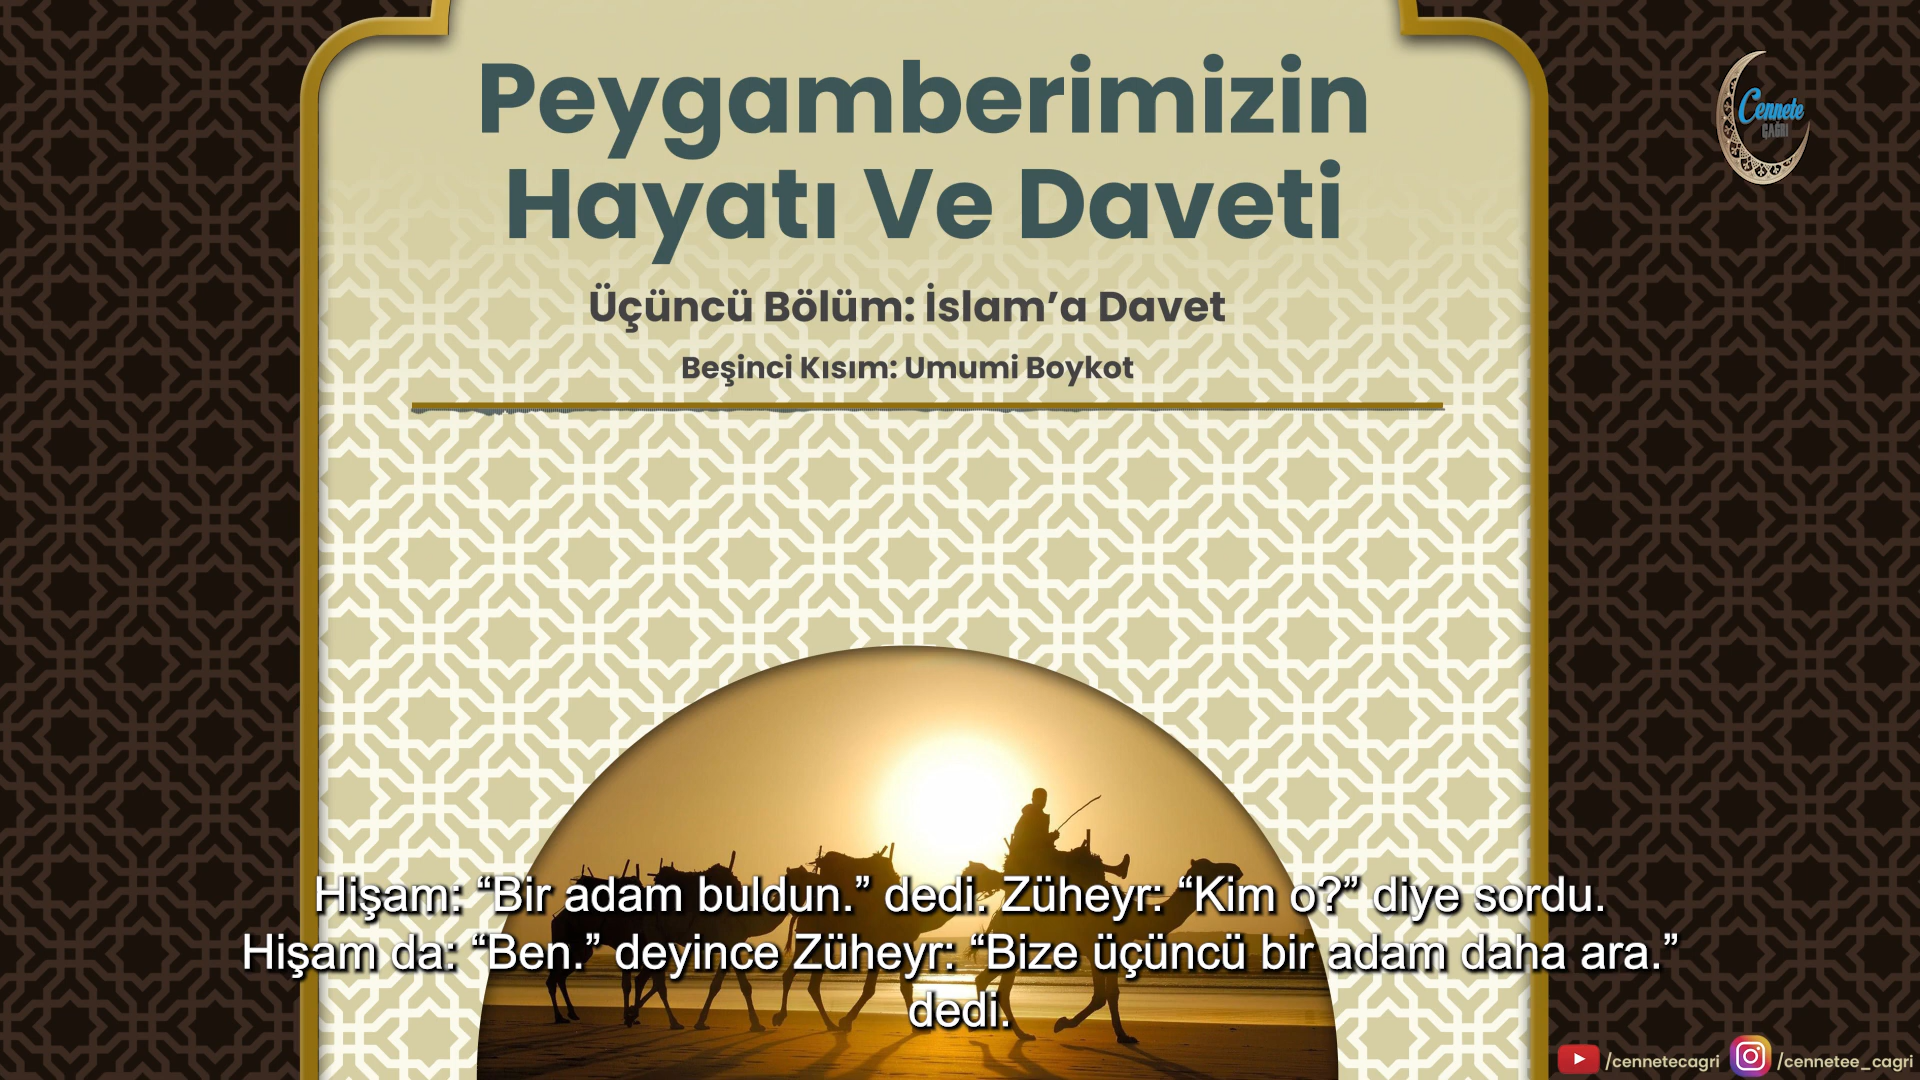 Peygamberimizin
Hayatı Ve Daveti
Cennete
ÇAĞRI
Üçüncü Bölüm: İslam’a Davet
Beşinci Kısım: Umumi Boykot
Hişam: “Bir adam buldun.” dedi. Züheyr: “Kim o?” diye sordu.
Hişam da: “Ben.” deyince Züheyr: “Bize üçüncü bir adam daha ara.”
dedi.
/cennetecagri /cennetee_cagri